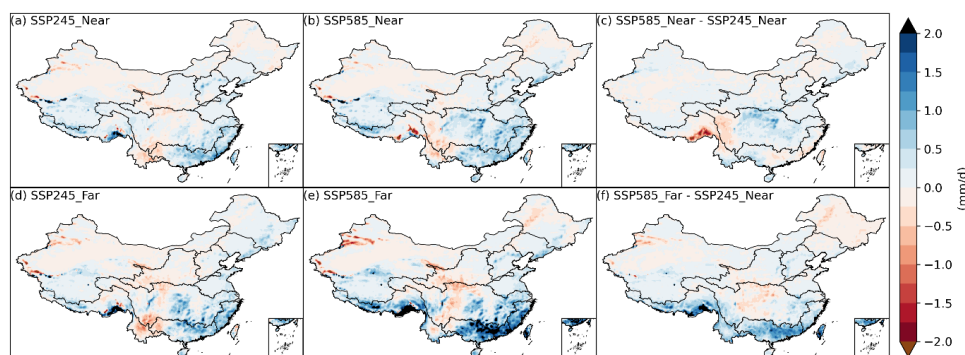 (a) SSP245_Near
(b) SSP585_Near
(c) SSP585_Near - SSP245_Near
(d) SSP245_Far
(e) SSP585_Far
(f) SSP585_Far - SSP245_Near
2.0
1.5
1.0
0.5
0.0
−0.5
−1.0
−1.5
−2.0
(mm/d)